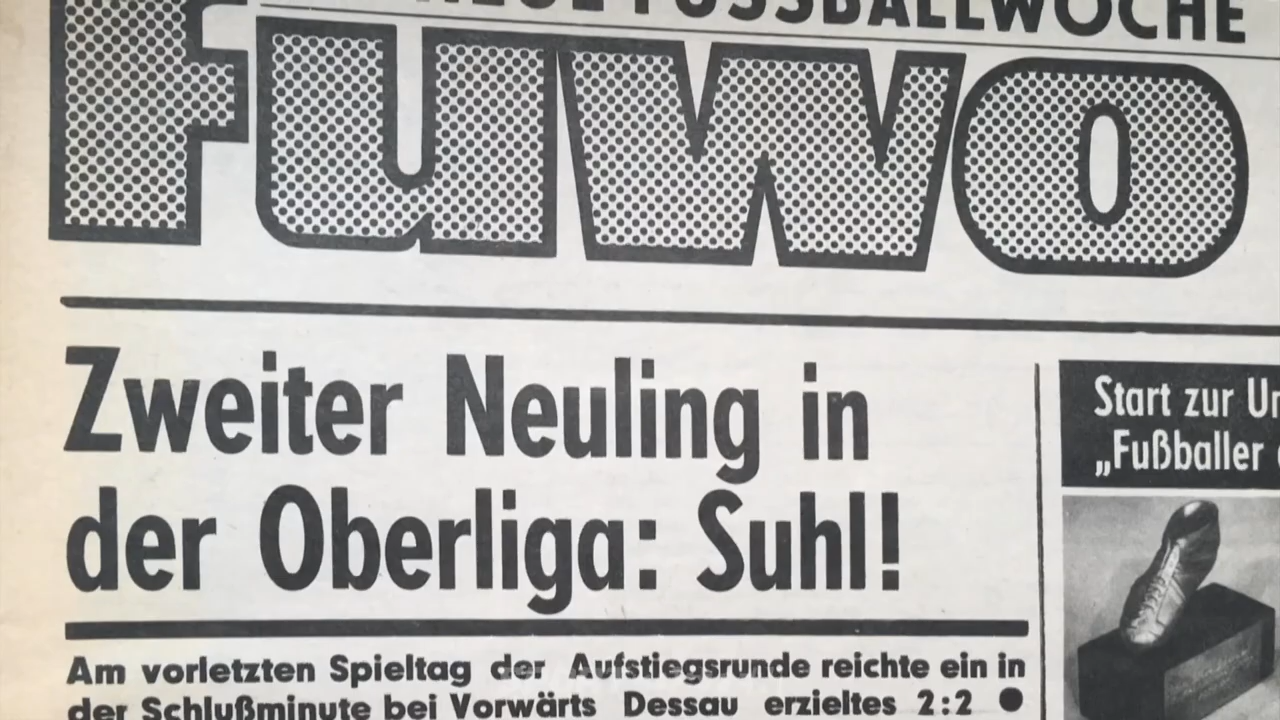 NEUE FUSSBALLWOCHE
fuwo
Zweiter Neuling in
der Oberliga: Suhl!
Am vorletzten Spieltag der Aufstiegsrunde reichte ein in
der Schlußminute bei Vorwärts Dessau erzieltes 2:2 ●
Start zur
„Fußballer